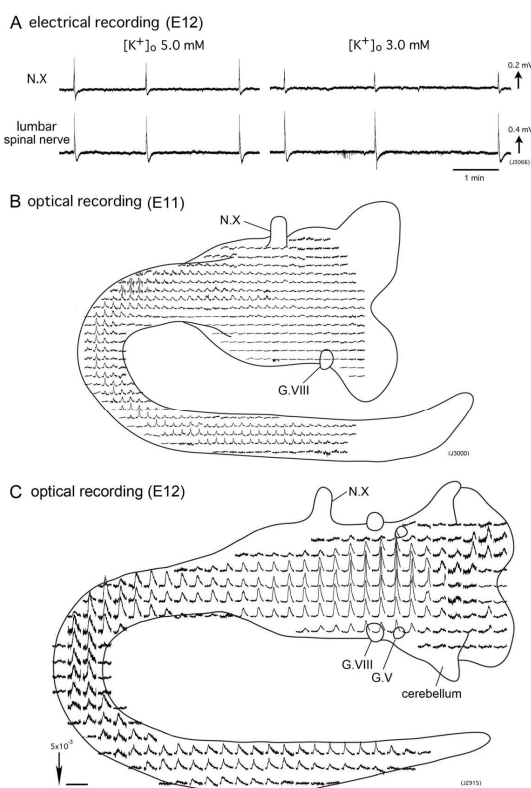 A electrical recording (E12)
[K⁺]ₒ 5.0 mM [K⁺]ₒ 3.0 mM
N.X
0.2 mV
lumbar
spinal nerve
0.4 mV
(J3066)
1 min
B optical recording (E11)
N.X
G.VIII
(J3000)
C optical recording (E12)
N.X
G.VIII
G.V
cerebellum
5x10⁻³
(J2915)